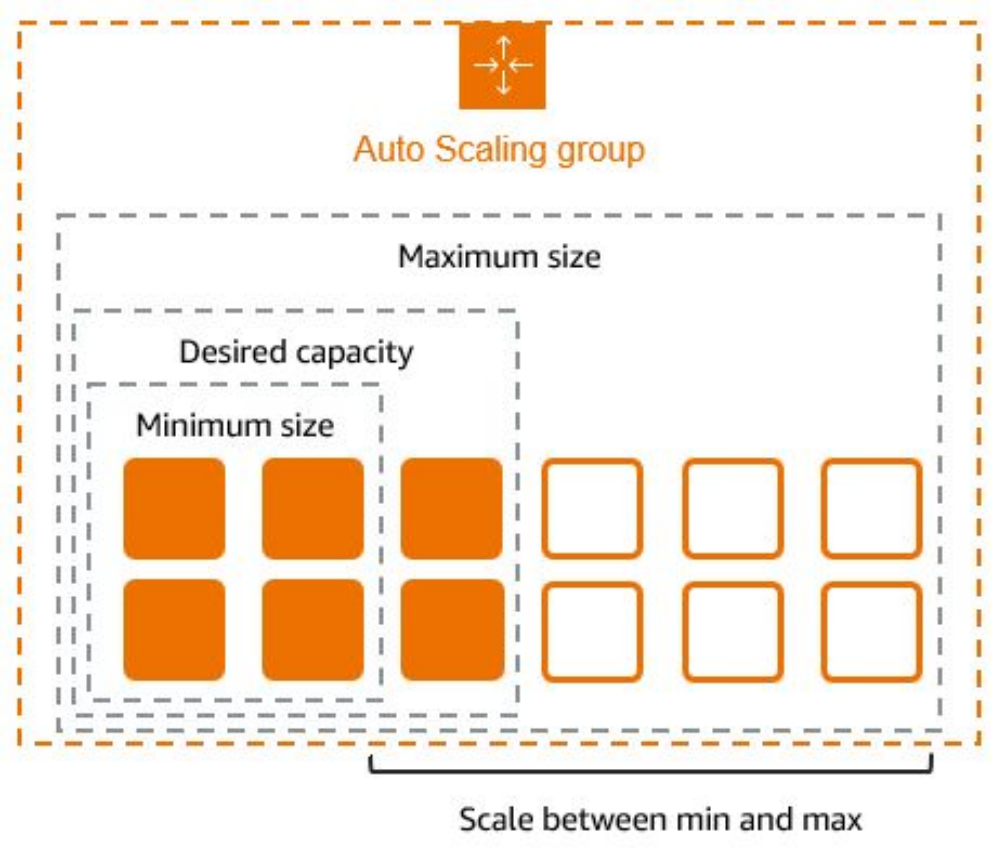 Auto Scaling group
Maximum size
Desired capacity
Minimum size
Scale between min and max